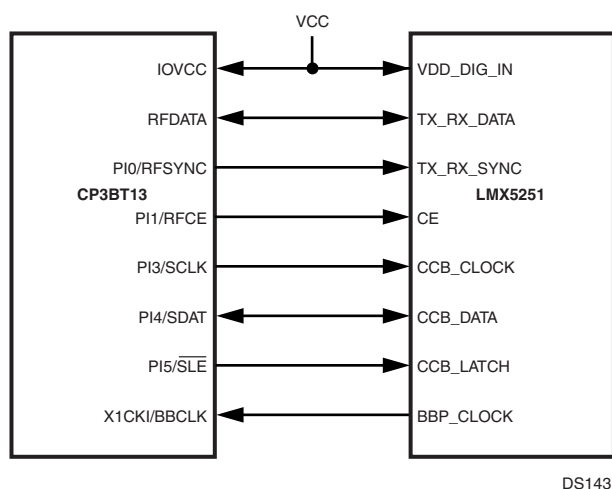 VCC
IOVCC VDD_DIG_IN
RFDATA TX_RX_DATA
PI0/RFSYNC TX_RX_SYNC
CP3BT13 LMX5251
PI1/RFCE CE
PI3/SCLK CCB_CLOCK
PI4/SDAT CCB_DATA
PI5/S̅L̅E̅ CCB_LATCH
X1CKI/BBCLK BBP_CLOCK
DS143